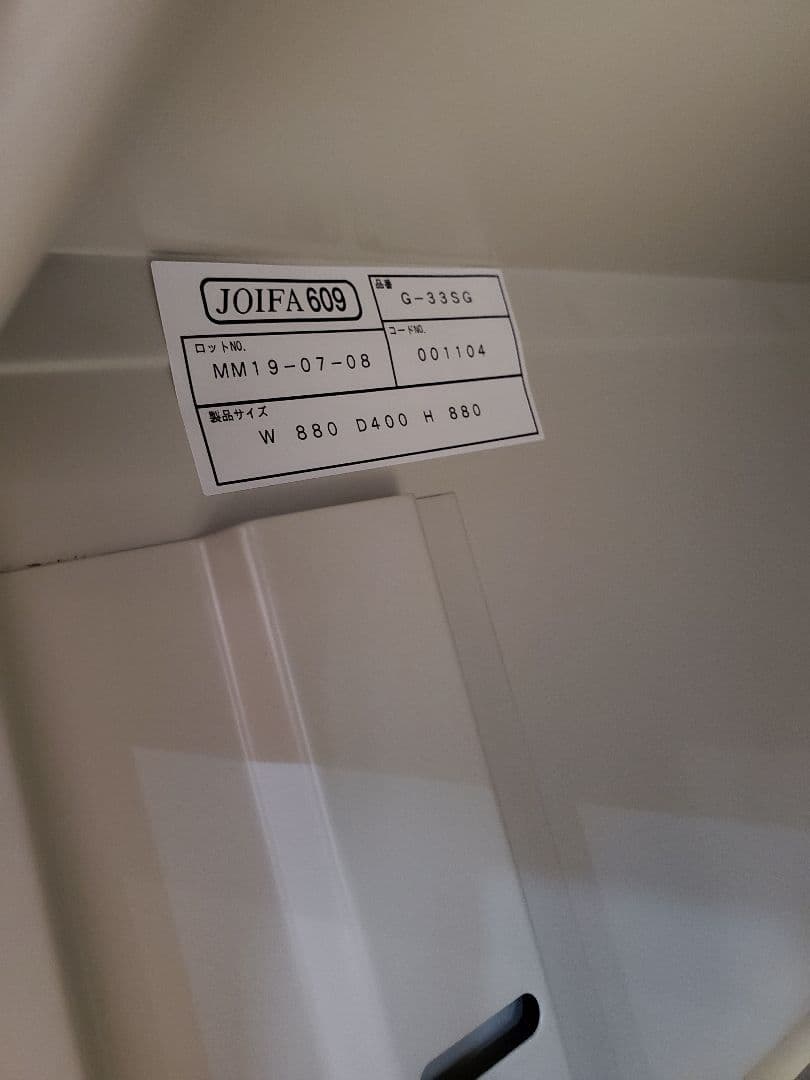 JOIFA609
品番
G-33SG
ロットNO.
MM19-07-08
コードNO.
001104
製品サイズ
W 880 D400 H 880